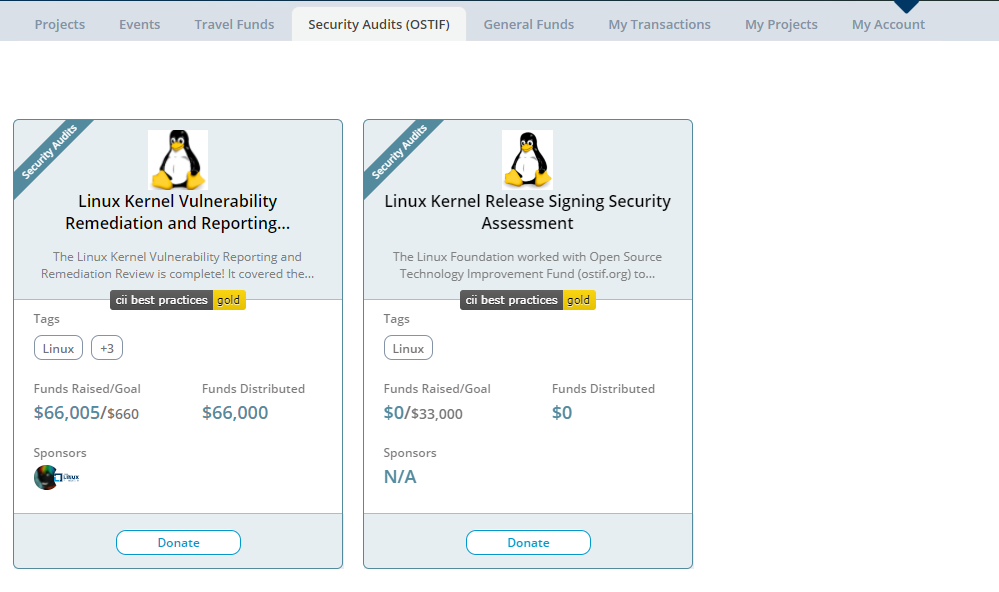 Projects Events Travel Funds Security Audits (OSTIF) General Funds My Transactions My Projects My Account
Security Audits
Linux Kernel Vulnerability
Remediation and Reporting...
The Linux Kernel Vulnerability Reporting and
Remediation Review is complete! It covered the...
cii best practices gold
Tags
Linux +3
Funds Raised/Goal Funds Distributed
$66,005/$660 $66,000
Sponsors
Linux
Donate
Security Audits
Linux Kernel Release Signing Security
Assessment
The Linux Foundation worked with Open Source
Technology Improvement Fund (ostif.org) to...
cii best practices gold
Tags
Linux
Funds Raised/Goal Funds Distributed
$0/$33,000 $0
Sponsors
N/A
Donate